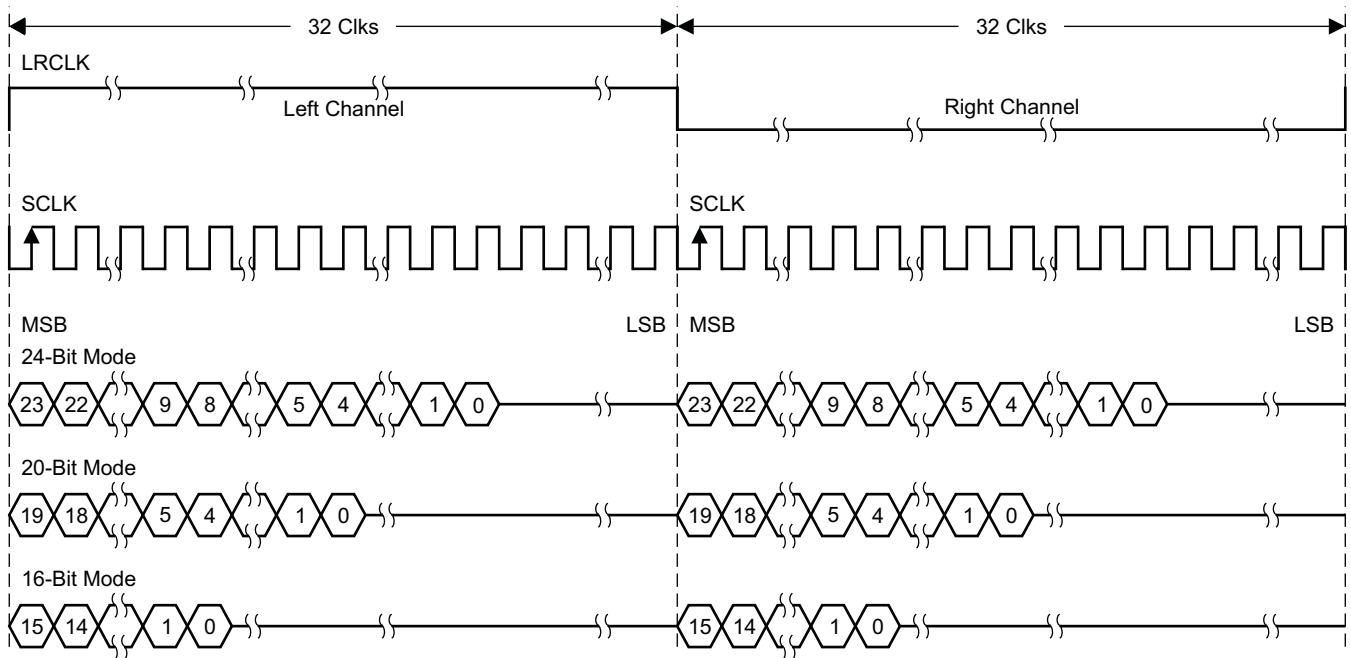 32 Clks 32 Clks
LRCLK
Left Channel Right Channel
SCLK SCLK
MSB LSB MSB LSB
24-Bit Mode
23 22 9 8 5 4 1 0 23 22 9 8 5 4 1 0
20-Bit Mode
19 18 5 4 1 0 19 18 5 4 1 0
16-Bit Mode
15 14 1 0 15 14 1 0